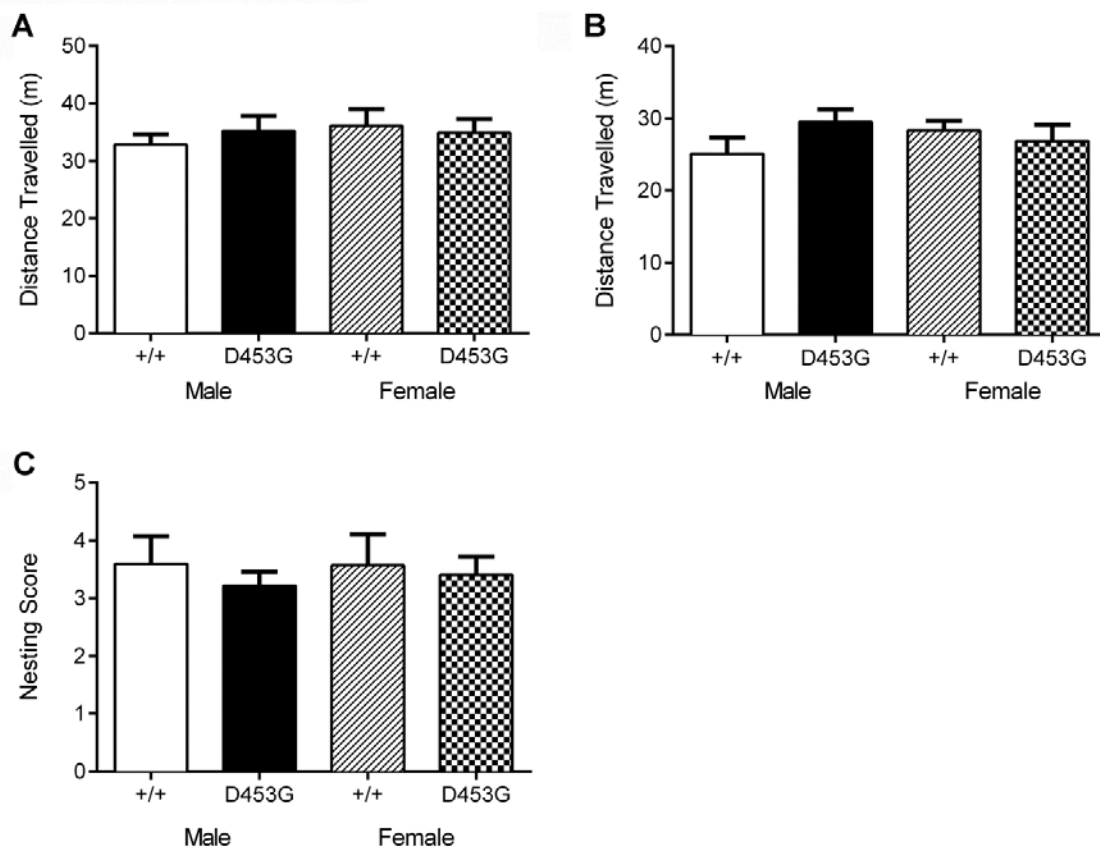 A
Distance Travelled (m)
50
40
30
20
10
0
+/+ D453G +/+ D453G
Male Female
B
Distance Travelled (m)
40
30
20
10
0
+/+ D453G +/+ D453G
Male Female
C
Nesting Score
5
4
3
2
1
0
+/+ D453G +/+ D453G
Male Female